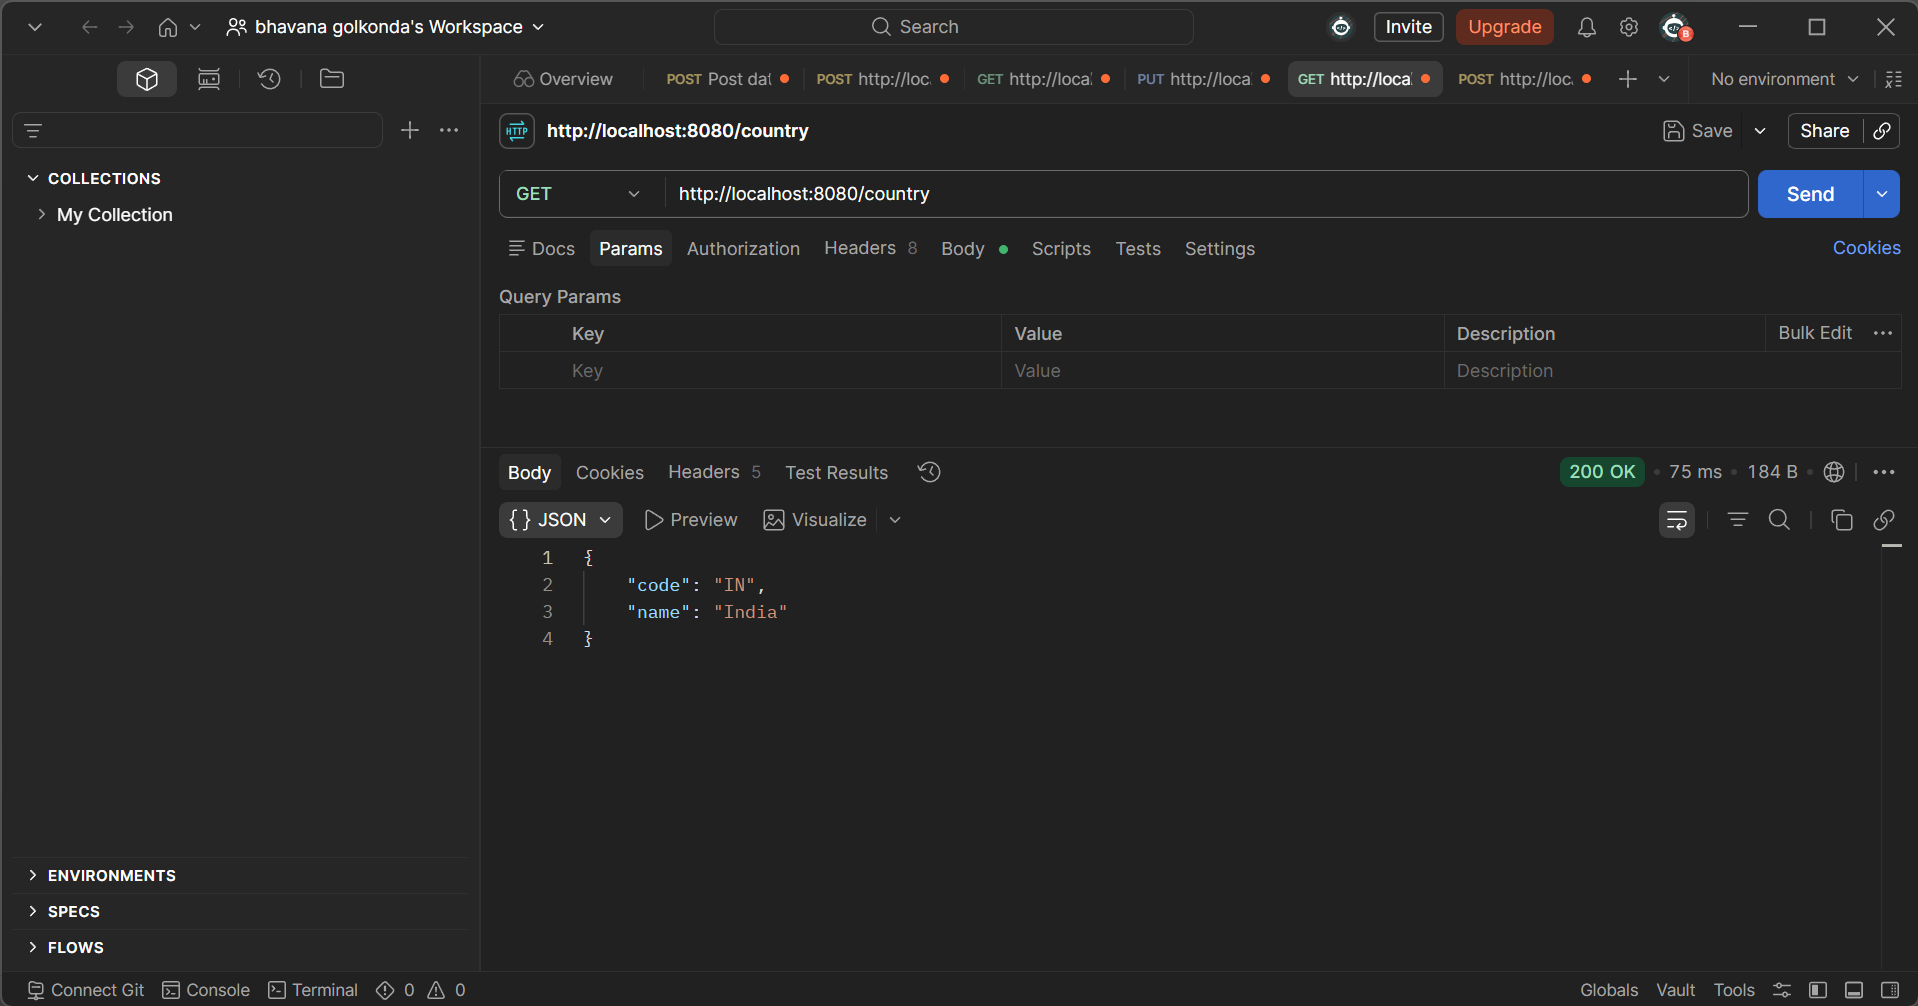 bhavana golkonda's Workspace
Search
Invite
Upgrade
B
Overview
POST Post dat
POST http://loc
GET http://loca
PUT http://loca
GET http://loca
POST http://loc
No environment
COLLECTIONS
My Collection
HTTP
http://localhost:8080/country
Save
Share
GET
http://localhost:8080/country
Send
Docs
Params
Authorization
Headers 8
Body
Scripts
Tests
Settings
Cookies
Query Params
Key Value Description Bulk Edit
Key Value Description
Body
Cookies
Headers 5
Test Results
200 OK
75 ms
184 B
{} JSON
Preview
Visualize
1 {
2 "code": "IN",
3 "name": "India"
4 }
ENVIRONMENTS
SPECS
FLOWS
Connect Git
Console
Terminal
0
0
Globals
Vault
Tools